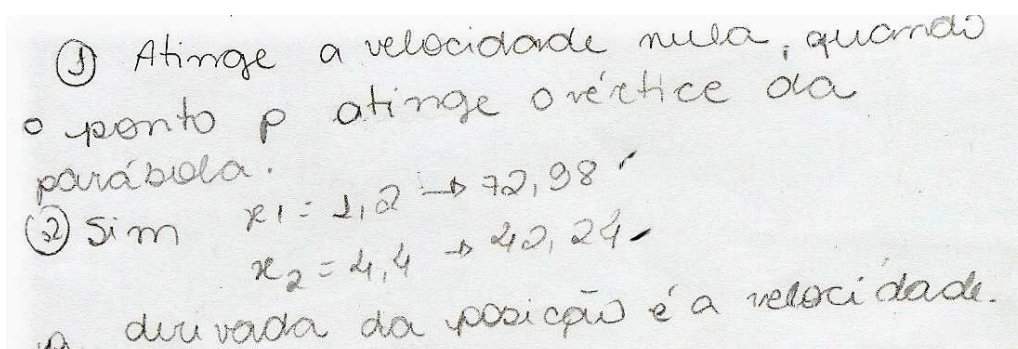 ① Atinge a velocidade nula, quando
o ponto p atinge o vértice da
parábola.
② Sim x1 = 1,2 → 72,98
x2 = 4,4 → 42,24
derivada da posição é a velocidade.